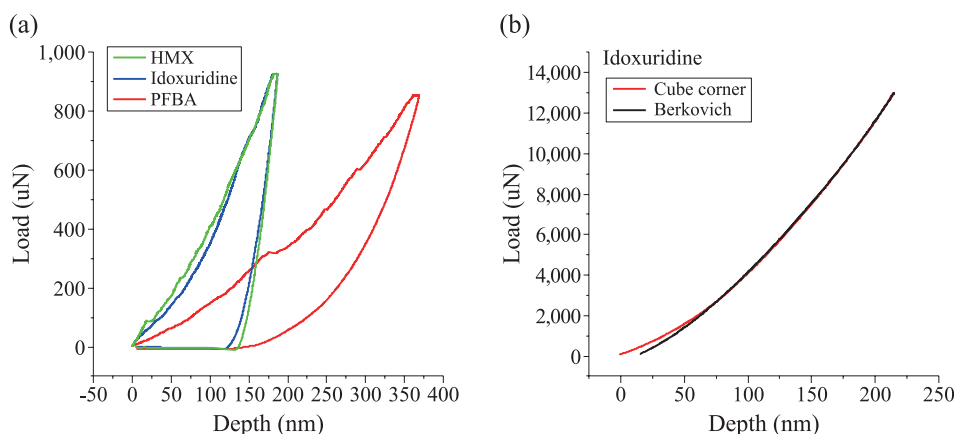 (a)
1,000
800
600
400
200
0
Load (uN)
HMX
Idoxuridine
PFBA
-50 0 50 100 150 200 250 300 350 400
Depth (nm)
(b)
Idoxuridine
14,000
12,000
10,000
8,000
6,000
4,000
2,000
0
Load (uN)
Cube corner
Berkovich
0 50 100 150 200 250
Depth (nm)